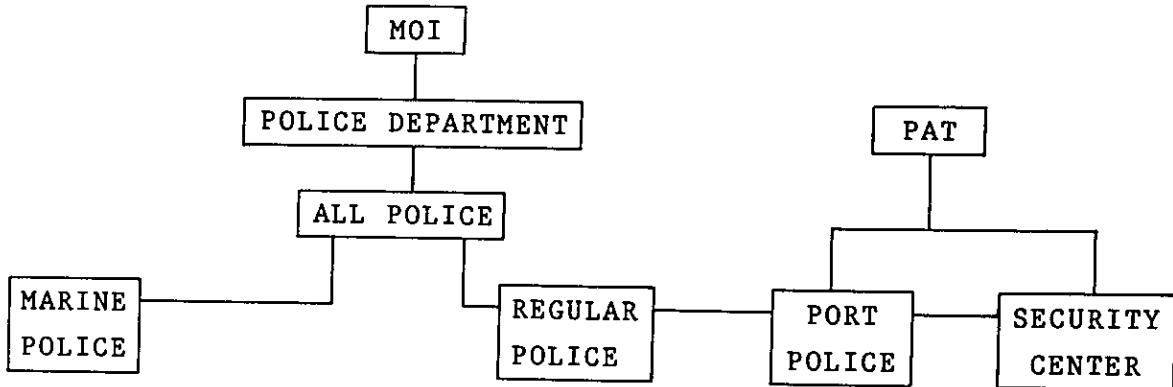 MOI
POLICE DEPARTMENT
PAT
ALL POLICE
MARINE
POLICE
REGULAR
POLICE
PORT
POLICE
SECURITY
CENTER